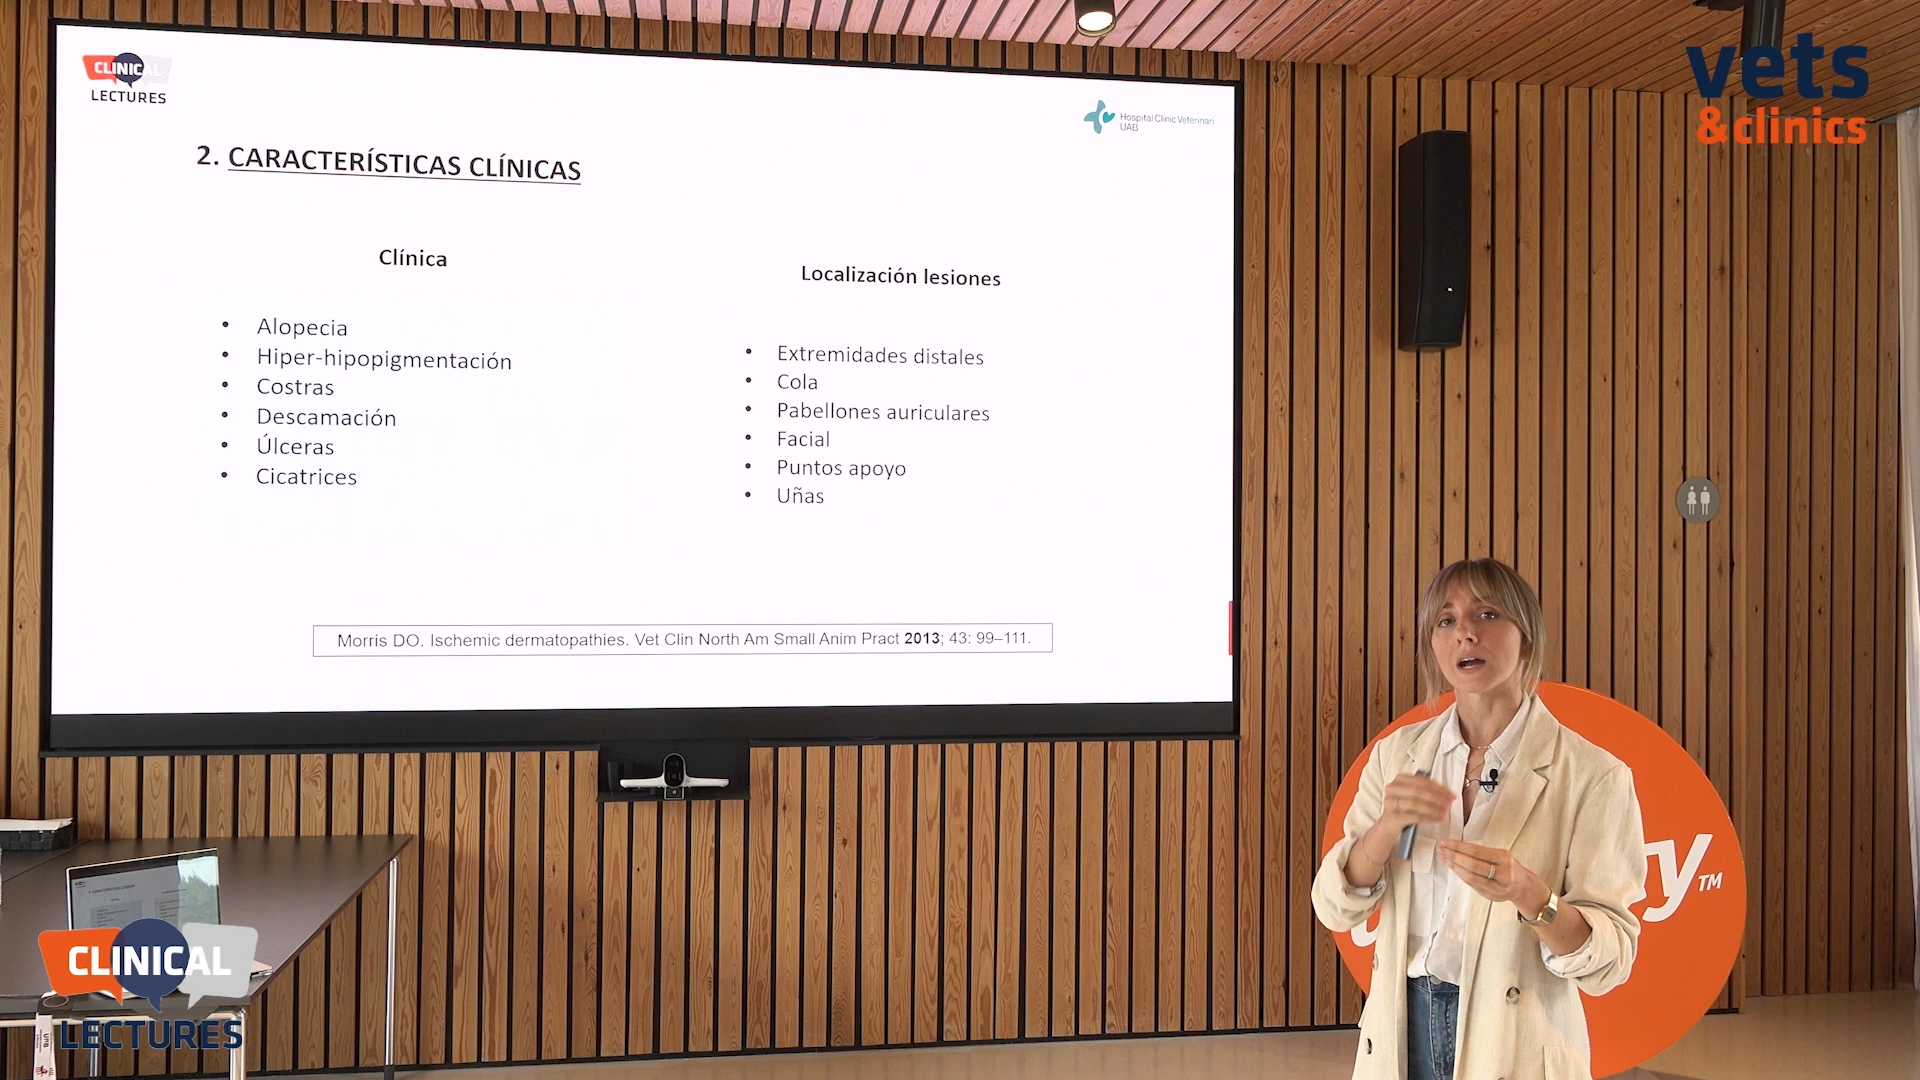 CLINICAL
LECTURES
Hospital Clínic Veterinari
UAB
vets
&clinics
2. CARACTERÍSTICAS CLÍNICAS
Clínica
• Alopecia
• Hiper-hipopigmentación
• Costras
• Descamación
• Úlceras
• Cicatrices
Localización lesiones
• Extremidades distales
• Cola
• Pabellones auriculares
• Facial
• Puntos apoyo
• Uñas
Morris DO. Ischemic dermatopathies. Vet Clin North Am Small Anim Pract 2013; 43: 99–111.
y™
CLINICAL
LECTURES